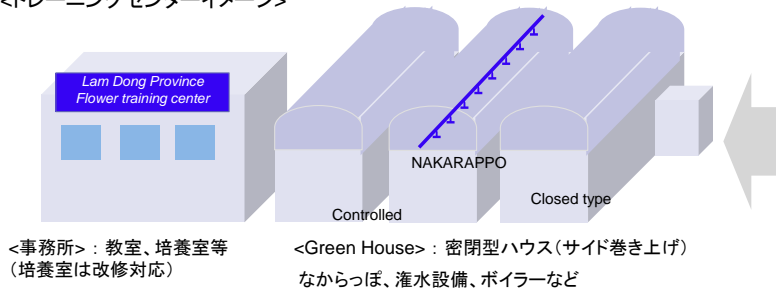 <トレーニングセンターイメージ>
Lam Dong Province
Flower training center
NAKARAPPO
Closed type
Controlled
<事務所>：教室、培養室等
（培養室は改修対応）
<Green House>：密閉型ハウス（サイド巻き上げ）
なからっぽ、潅水設備、ボイラーなど